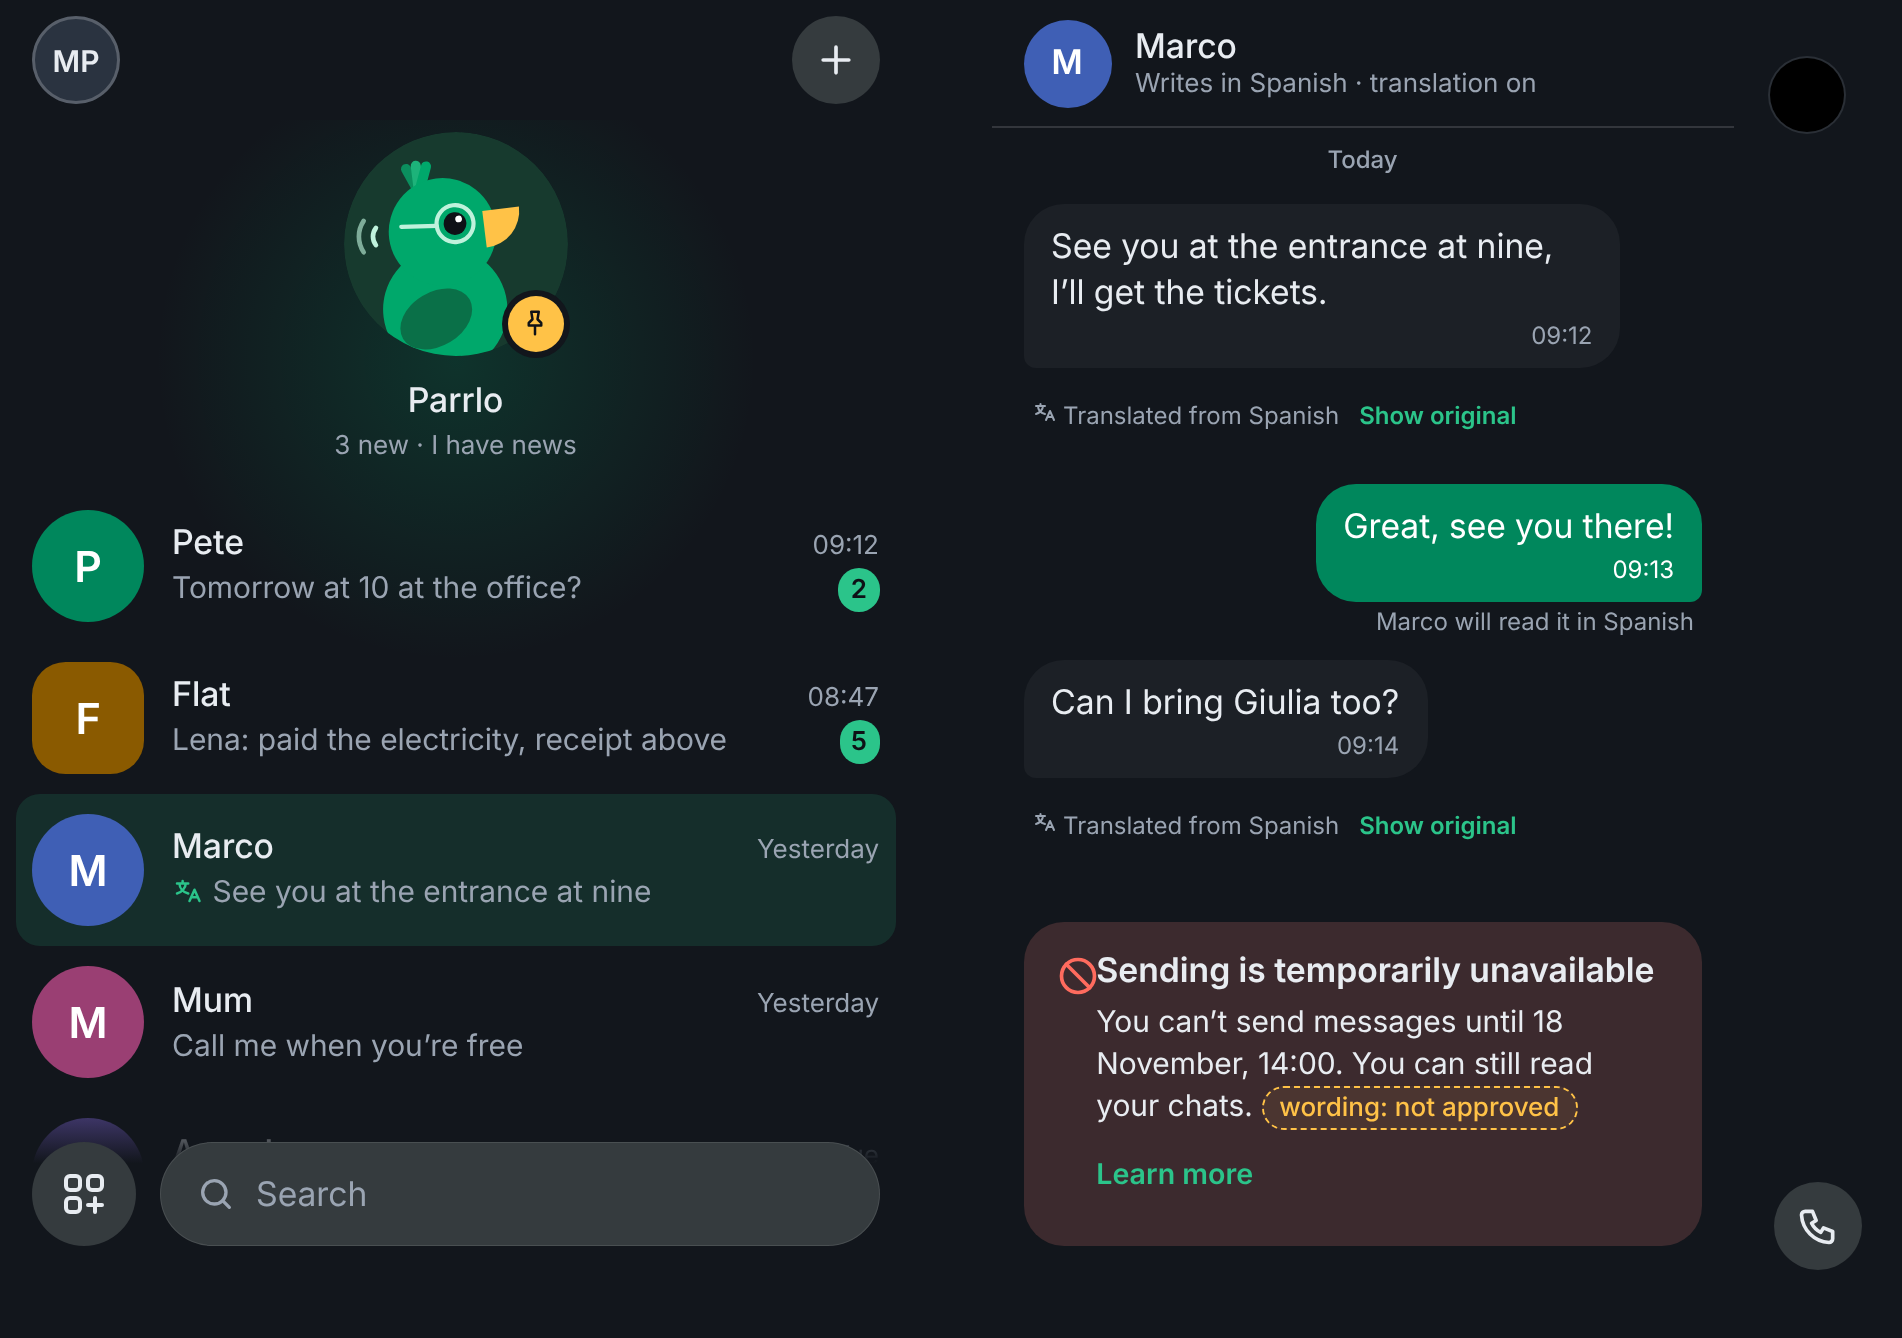 MP
Parrlo
3 new · I have news
P
Pete
09:12
Tomorrow at 10 at the office?
2
F
Flat
08:47
Lena: paid the electricity, receipt above
5
M
Marco
Yesterday
See you at the entrance at nine
M
Mum
Yesterday
Call me when you’re free
Search
M
Marco
Writes in Spanish · translation on
Today
See you at the entrance at nine,
I’ll get the tickets.
09:12
Translated from Spanish Show original
Great, see you there!
09:13
Marco will read it in Spanish
Can I bring Giulia too?
09:14
Translated from Spanish Show original
Sending is temporarily unavailable
You can’t send messages until 18
November, 14:00. You can still read
your chats. wording: not approved
Learn more